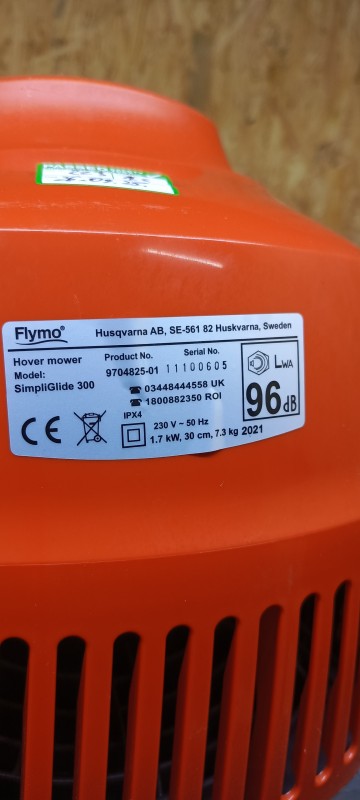 Flymo®
Husqvarna AB, SE-561 82 Huskvarna, Sweden
Hover mower
Product No.
Serial No.
Model:
9704825-01
11100605
SimpliGlide 300
☎ 03448444558 UK
☎ 1800882350 ROI
LWA
96dB
IPX4
CE
230 V ~ 50 Hz
1.7 kW, 30 cm, 7.3 kg
2021